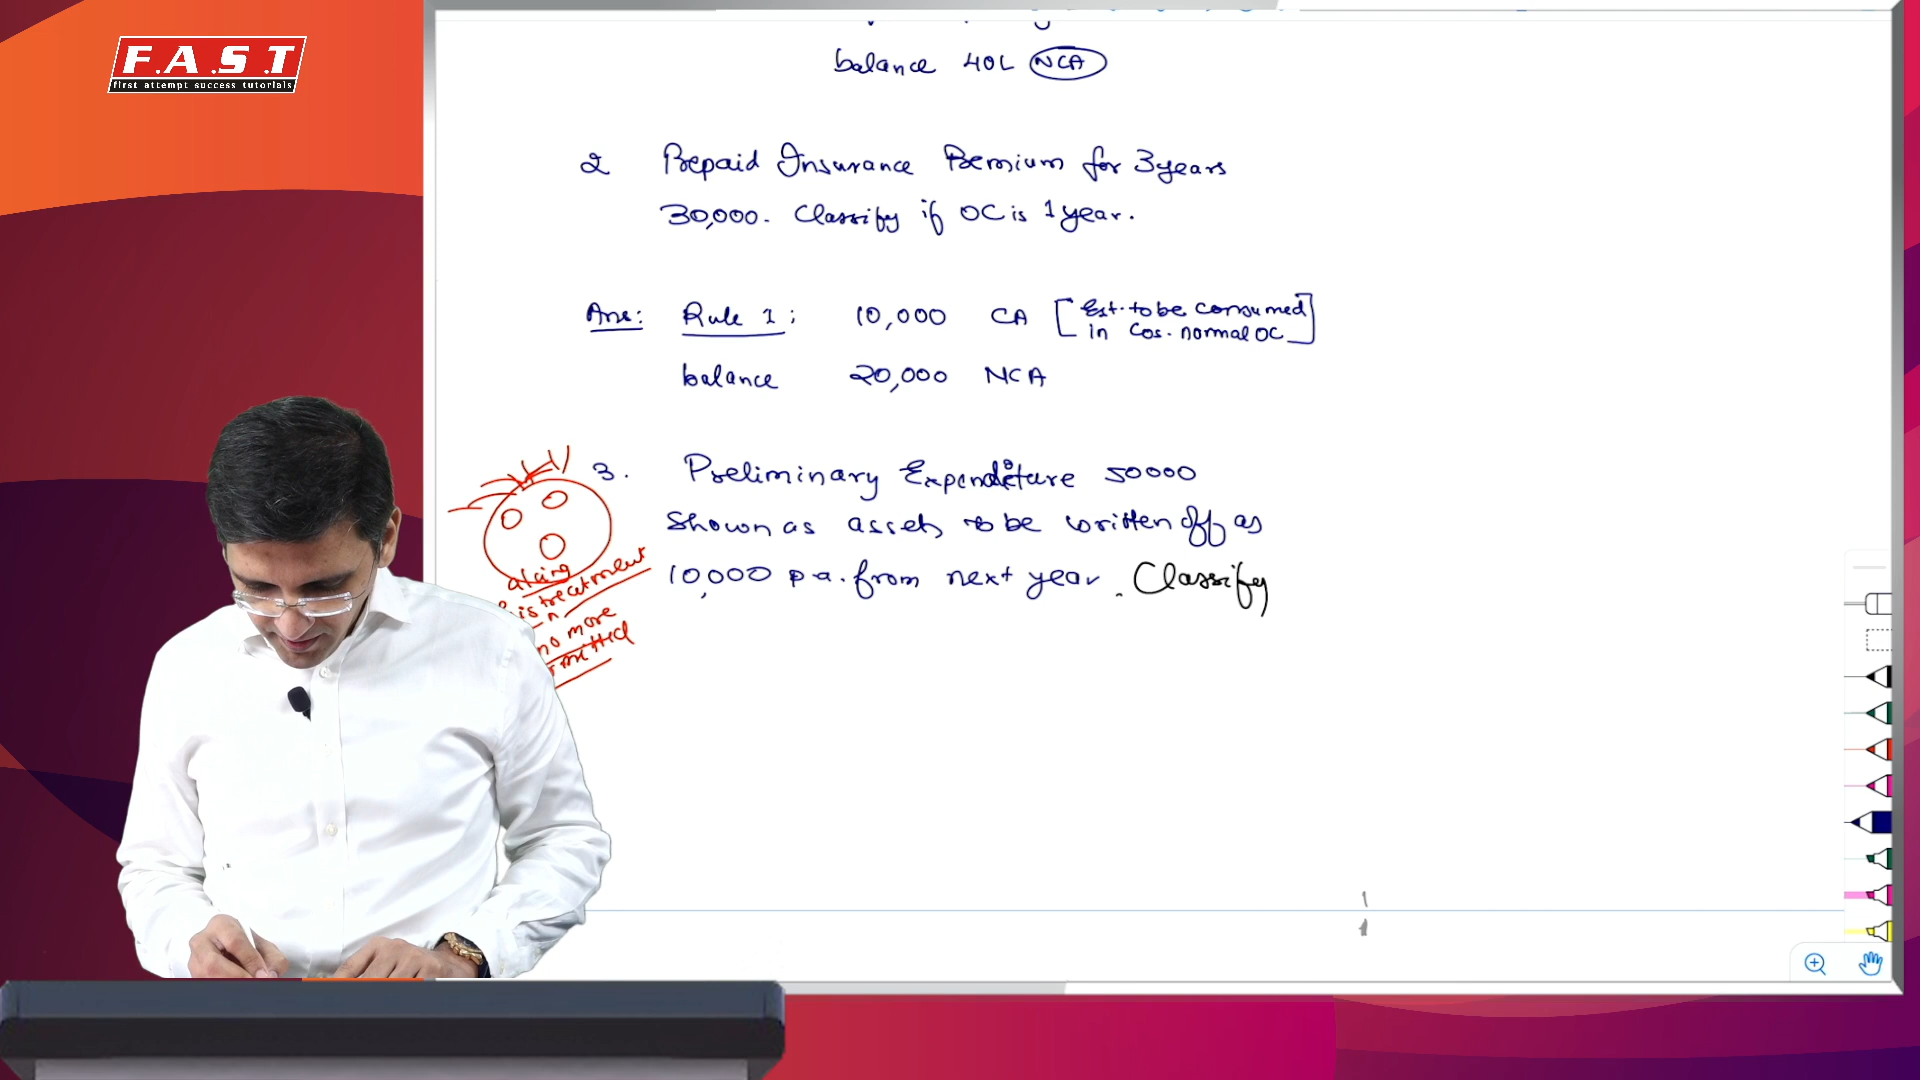 F.A.S.T
first attempt success tutorials
balance 40L NCA
2 Prepaid Insurance Premium for 3 years
30,000. Classify if OC is 1 year.
Ans: Rule 1: 10,000 CA [Est. to be consumed
in Cos. normal OC]
balance 20,000 NCA
3. Preliminary Expenditure 50000
shown as assets to be written off as
10,000 p.a. from next year. Classify
treatment
no more